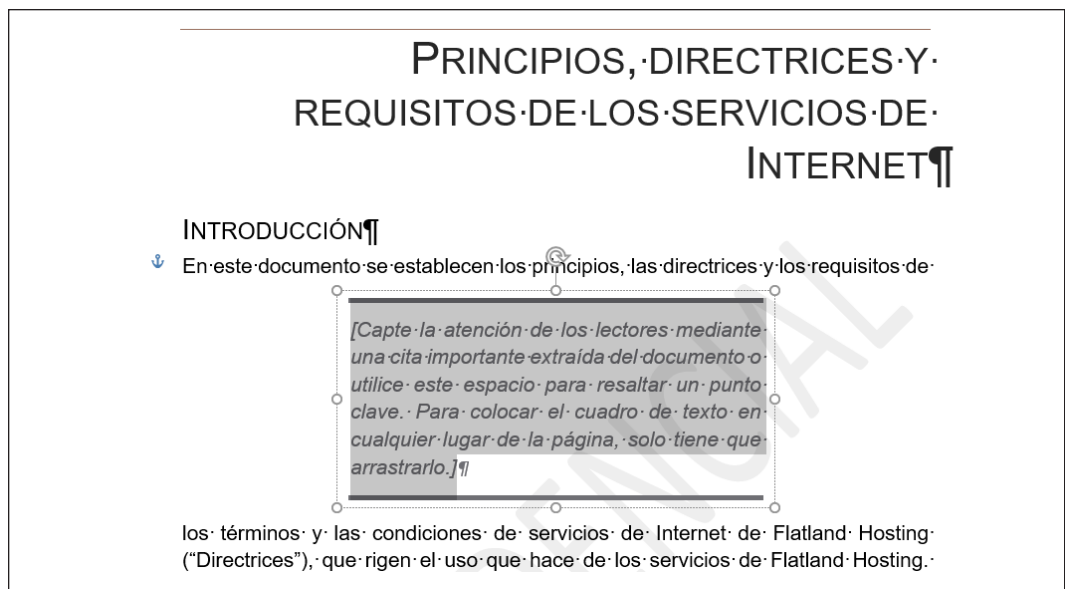 PRINCIPIOS, DIRECTRICES Y
REQUISITOS DE LOS SERVICIOS DE
INTERNET¶
INTRODUCCIÓN¶
En este documento se establecen los principios, las directrices y los requisitos de
[Capte la atención de los lectores mediante
una cita importante extraída del documento o
utilice este espacio para resaltar un punto
clave. Para colocar el cuadro de texto en
cualquier lugar de la página, solo tiene que
arrastrarlo.]¶
los términos y las condiciones de servicios de Internet de Flatland Hosting
(“Directrices”), que rigen el uso que hace de los servicios de Flatland Hosting.
ENCIAL